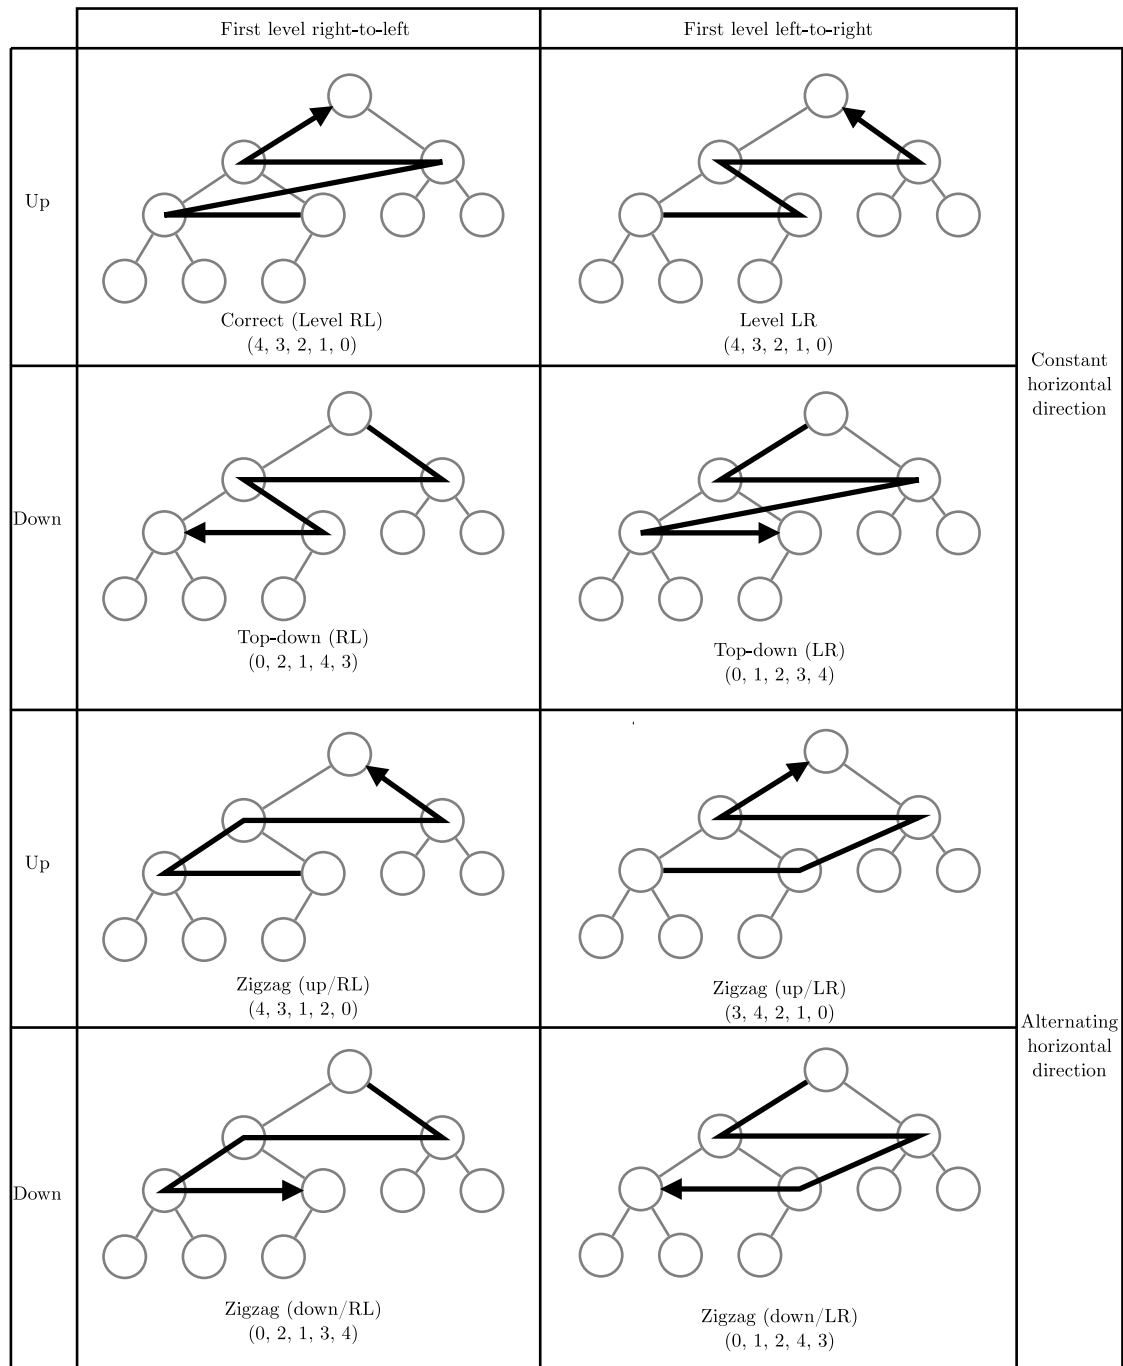 First level right-to-left
First level left-to-right
Up
Correct (Level RL)
(4, 3, 2, 1, 0)
Level LR
(4, 3, 2, 1, 0)
Constant
horizontal
direction
Down
Top-down (RL)
(0, 2, 1, 4, 3)
Top-down (LR)
(0, 1, 2, 3, 4)
Up
Zigzag (up/RL)
(4, 3, 1, 2, 0)
Zigzag (up/LR)
(3, 4, 2, 1, 0)
Alternating
horizontal
direction
Down
Zigzag (down/RL)
(0, 2, 1, 3, 4)
Zigzag (down/LR)
(0, 1, 2, 4, 3)